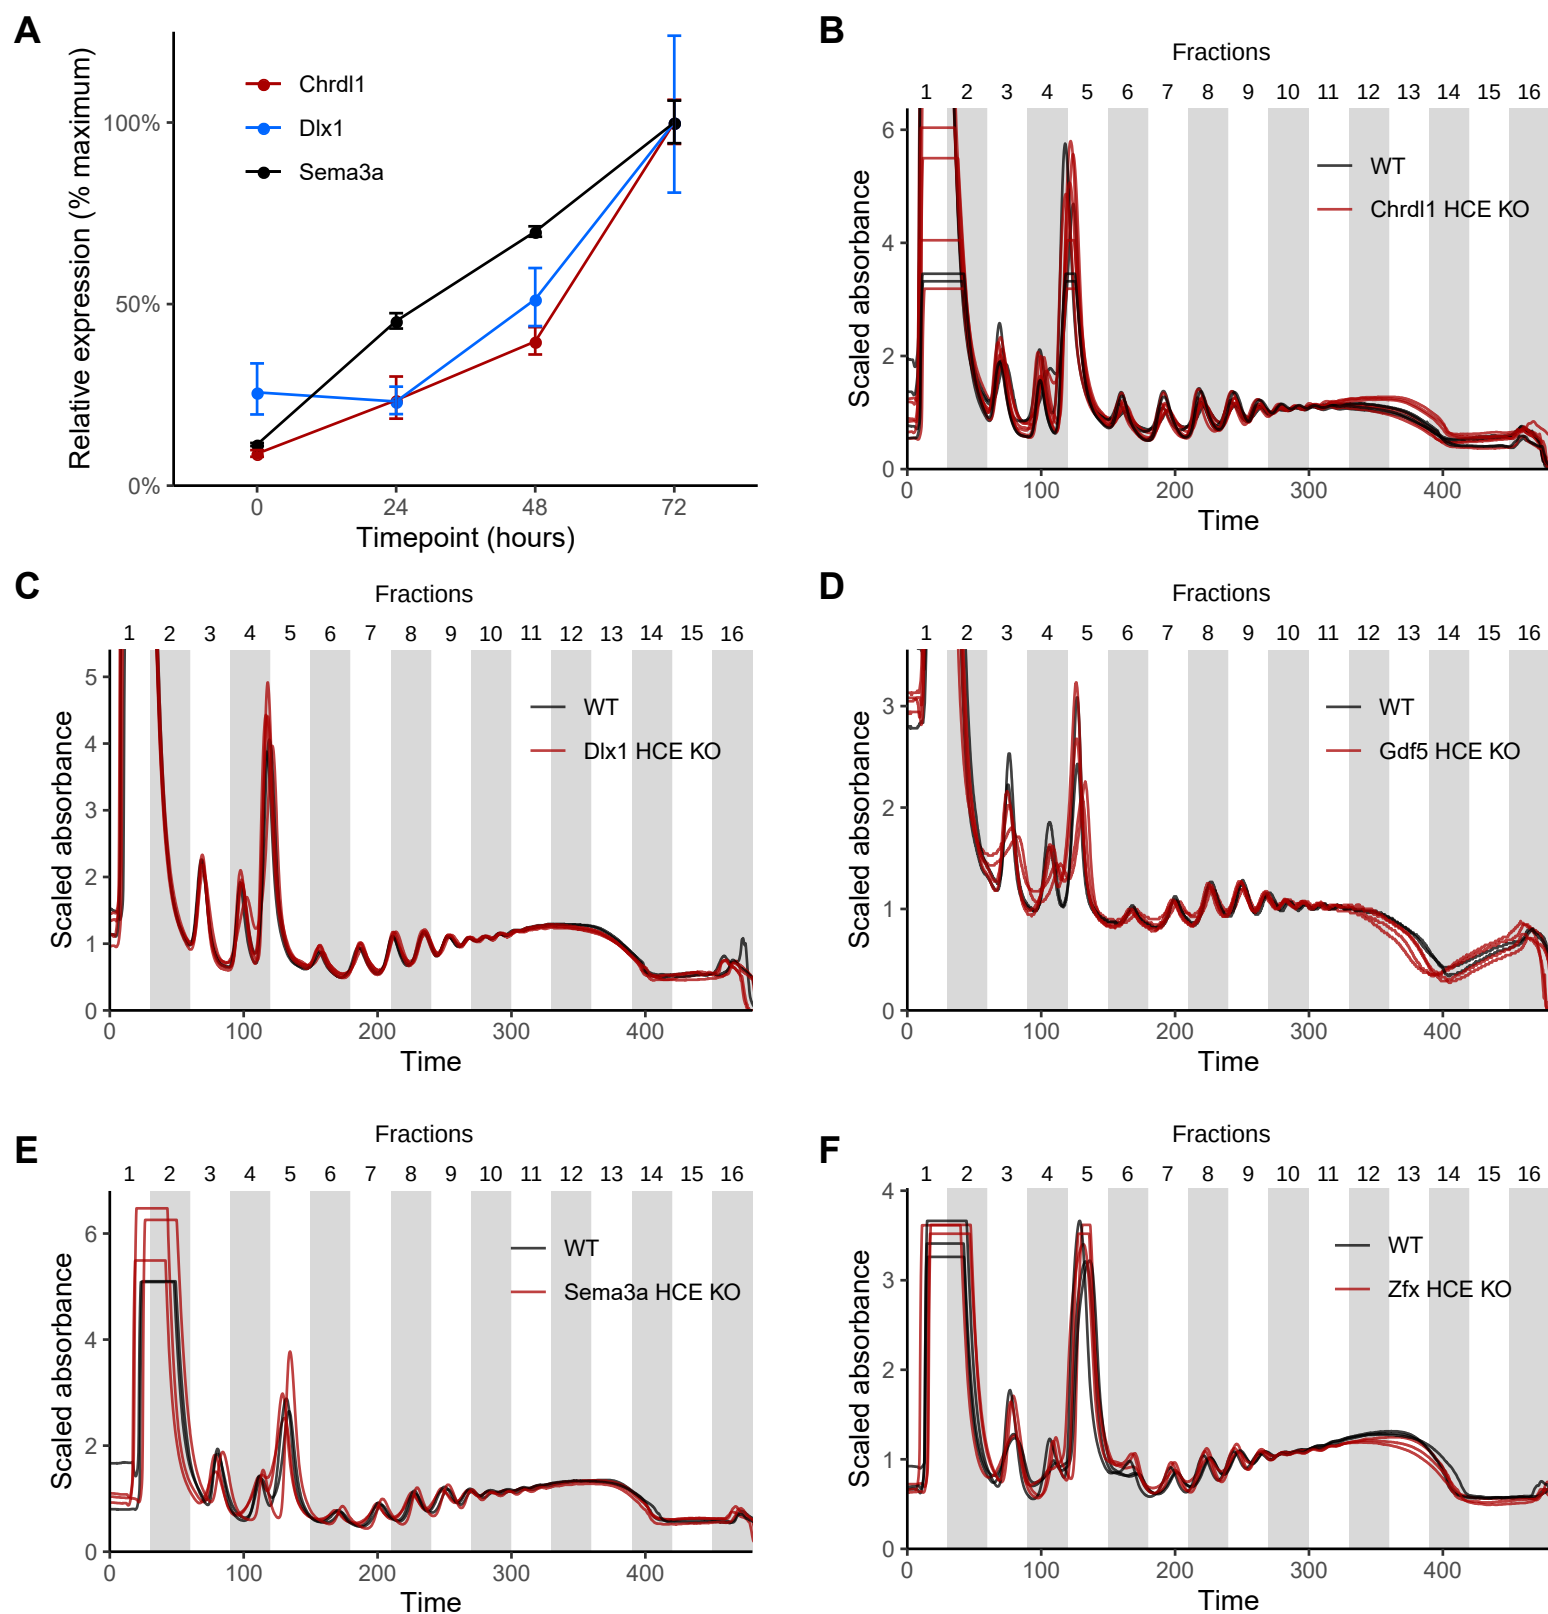 A
Relative expression (% maximum)
100%
50%
0%
Chrdl1
Dlx1
Sema3a
0 24 48 72
Timepoint (hours)
B
Fractions
1 2 3 4 5 6 7 8 9 10 11 12 13 14 15 16
Scaled absorbance
6
4
2
0
WT
Chrdl1 HCE KO
0 100 200 300 400
Time
C
Fractions
1 2 3 4 5 6 7 8 9 10 11 12 13 14 15 16
Scaled absorbance
5
4
3
2
1
0
WT
Dlx1 HCE KO
0 100 200 300 400
Time
D
Fractions
1 2 3 4 5 6 7 8 9 10 11 12 13 14 15 16
Scaled absorbance
3
2
1
0
WT
Gdf5 HCE KO
0 100 200 300 400
Time
E
Fractions
1 2 3 4 5 6 7 8 9 10 11 12 13 14 15 16
Scaled absorbance
6
4
2
0
WT
Sema3a HCE KO
0 100 200 300 400
Time
F
Fractions
1 2 3 4 5 6 7 8 9 10 11 12 13 14 15 16
Scaled absorbance
4
3
2
1
0
WT
Zfx HCE KO
0 100 200 300 400
Time